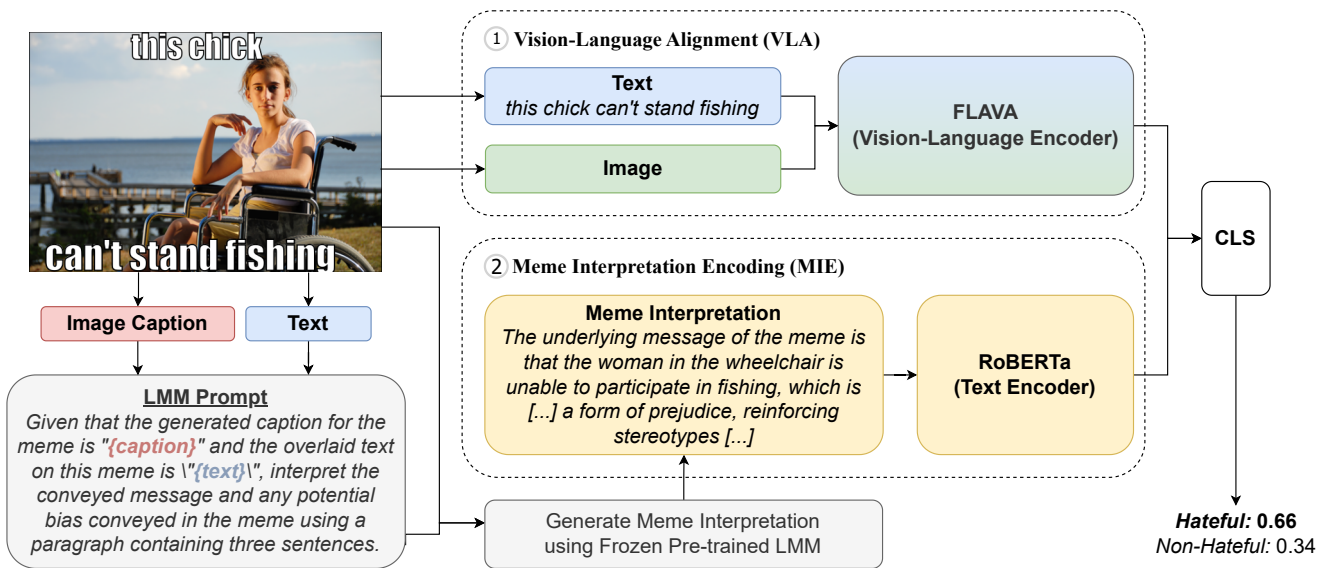 this chick
can't stand fishing
Image Caption
Text
LMM Prompt
Given that the generated caption for the
meme is "{caption}" and the overlaid text
on this meme is \"{text}\", interpret the
conveyed message and any potential
bias conveyed in the meme using a
paragraph containing three sentences.
1 Vision-Language Alignment (VLA)
Text
this chick can't stand fishing
Image
FLAVA
(Vision-Language Encoder)
2 Meme Interpretation Encoding (MIE)
Meme Interpretation
The underlying message of the meme is
that the woman in the wheelchair is
unable to participate in fishing, which is
[...] a form of prejudice, reinforcing
stereotypes [...]
RoBERTa
(Text Encoder)
Generate Meme Interpretation
using Frozen Pre-trained LMM
CLS
Hateful: 0.66
Non-Hateful: 0.34